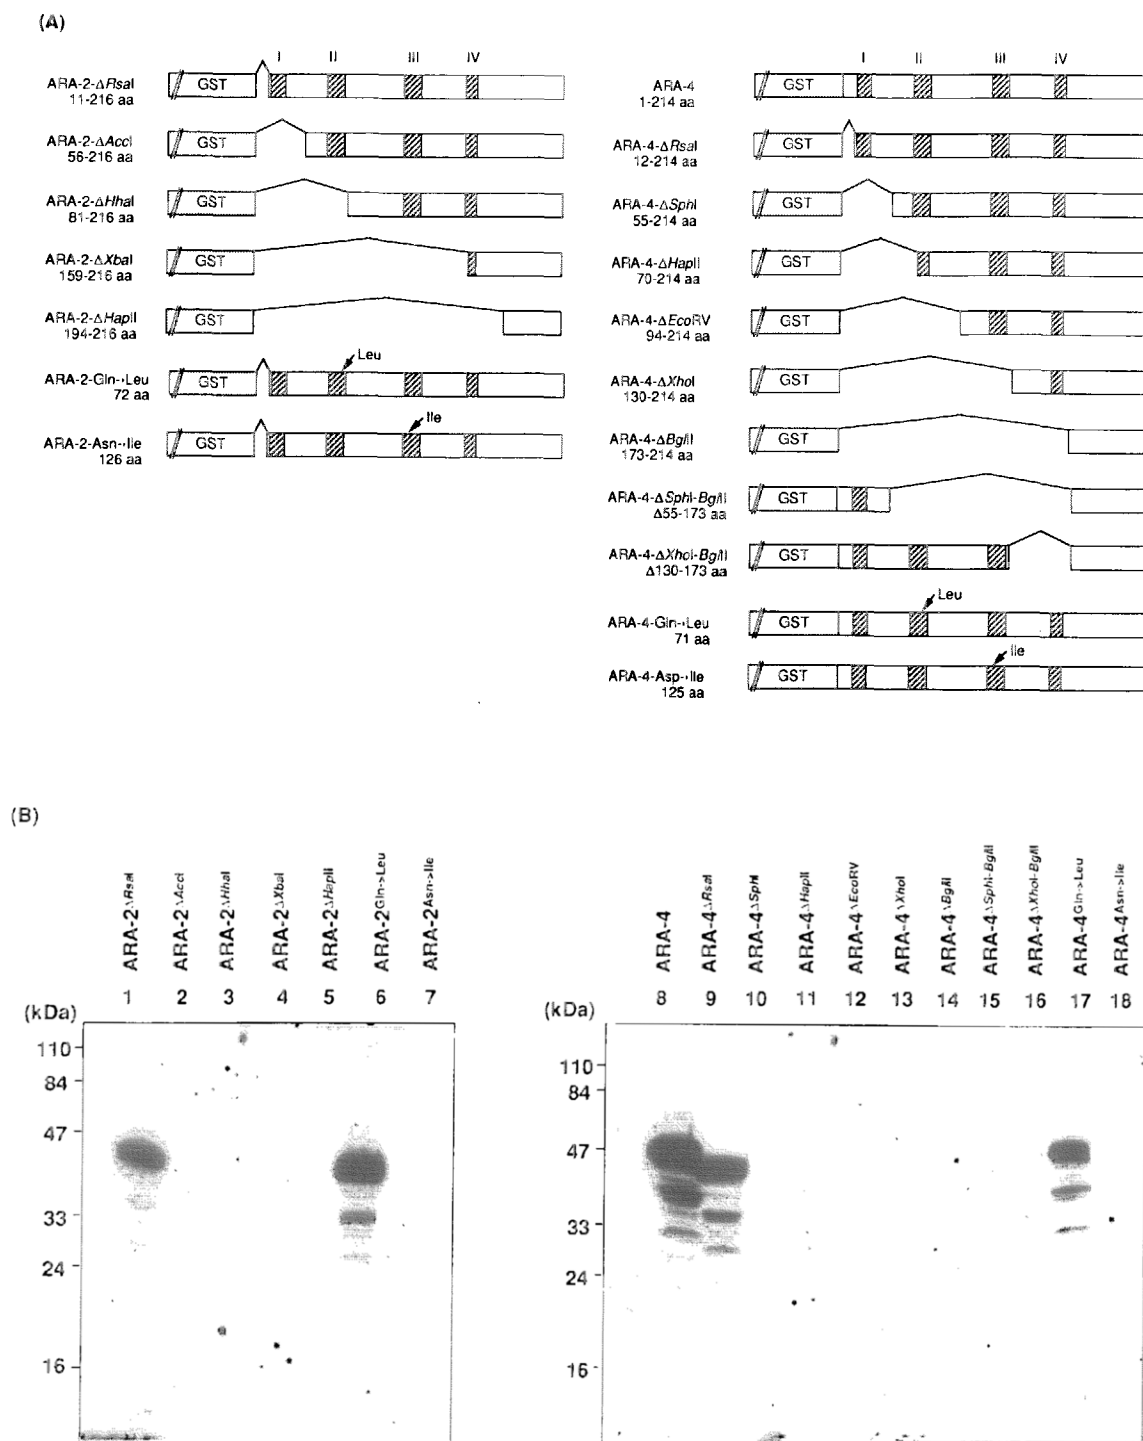 (A)
I II III IV
ARA-2-ΔRsaI
11-216 aa
GST
ARA-2-ΔAccI
56-216 aa
GST
ARA-2-ΔHhaI
81-216 aa
GST
ARA-2-ΔXbaI
159-216 aa
GST
ARA-2-ΔHapII
194-216 aa
GST
Leu
ARA-2-Gln→Leu
72 aa
GST
Ile
ARA-2-Asn→Ile
126 aa
GST
I II III IV
ARA-4
1-214 aa
GST
ARA-4-ΔRsaI
12-214 aa
GST
ARA-4-ΔSphI
55-214 aa
GST
ARA-4-ΔHapII
70-214 aa
GST
ARA-4-ΔEcoRV
94-214 aa
GST
ARA-4-ΔXhoI
130-214 aa
GST
ARA-4-ΔBglII
173-214 aa
GST
ARA-4-ΔSphI-BglII
Δ55-173 aa
GST
ARA-4-ΔXhoI-BglII
Δ130-173 aa
GST
Leu
ARA-4-Gln→Leu
71 aa
GST
Ile
ARA-4-Asp→Ile
125 aa
GST
(B)
ARA-2ΔRsaI
ARA-2ΔAccI
ARA-2ΔHhaI
ARA-2ΔXbaI
ARA-2ΔHapII
ARA-2Gln->Leu
ARA-2Asn->Ile
1 2 3 4 5 6 7
(kDa)
110
84
47
33
24
16
ARA-4
ARA-4ΔRsaI
ARA-4ΔSphI
ARA-4ΔHapII
ARA-4ΔEcoRV
ARA-4ΔXhoI
ARA-4ΔBglII
ARA-4ΔSphI-BglII
ARA-4ΔXhoI-BglII
ARA-4Gln->Leu
ARA-4Asn->Ile
8 9 10 11 12 13 14 15 16 17 18
(kDa)
110
84
47
33
24
16